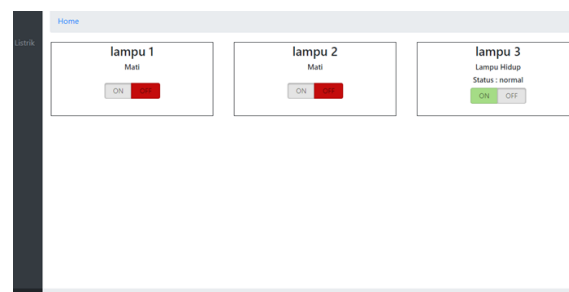 Home
Listrik
lampu 1
Mati
ON OFF
lampu 2
Mati
ON OFF
lampu 3
Lampu Hidup
Status : normal
ON OFF